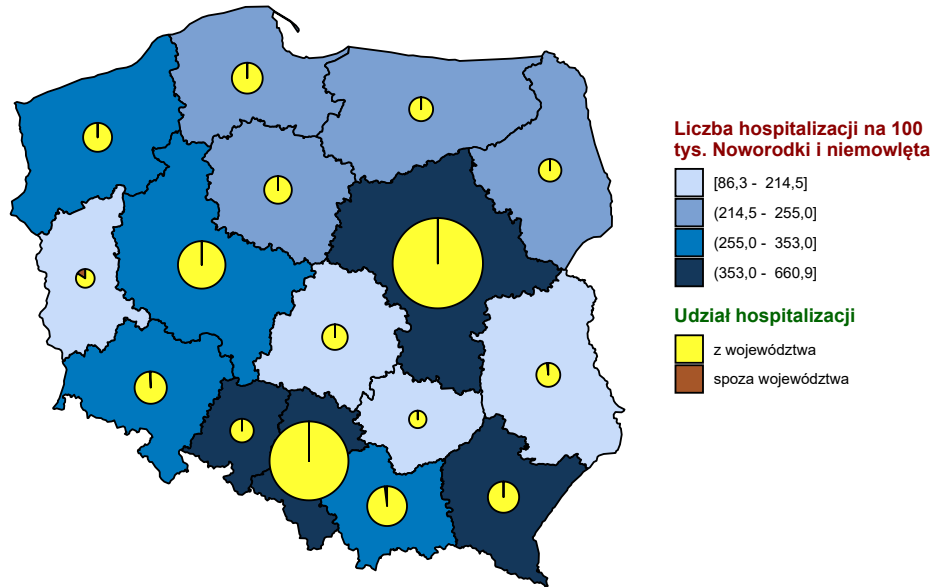 Liczba hospitalizacji na 100
tys. Noworodki i niemowlęta
[86,3 - 214,5]
(214,5 - 255,0]
(255,0 - 353,0]
(353,0 - 660,9]
Udział hospitalizacji
z województwa
spoza województwa